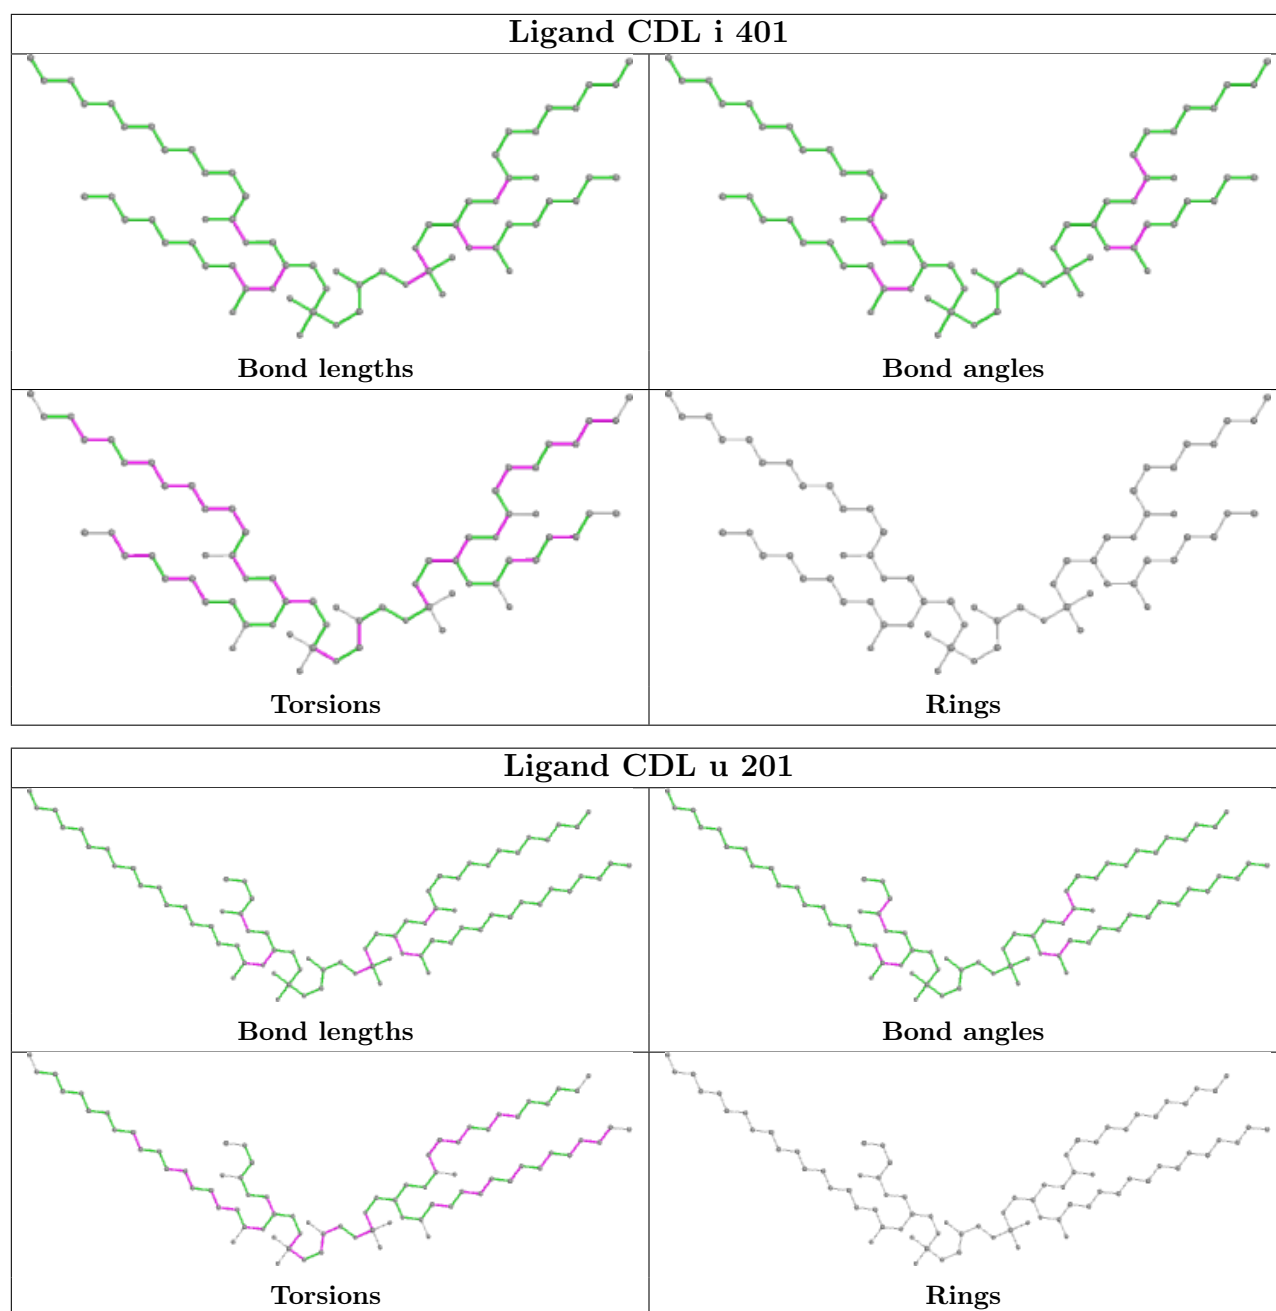 Ligand CDL i 401
Bond lengths
Bond angles
Torsions
Rings
Ligand CDL u 201
Bond lengths
Bond angles
Torsions
Rings